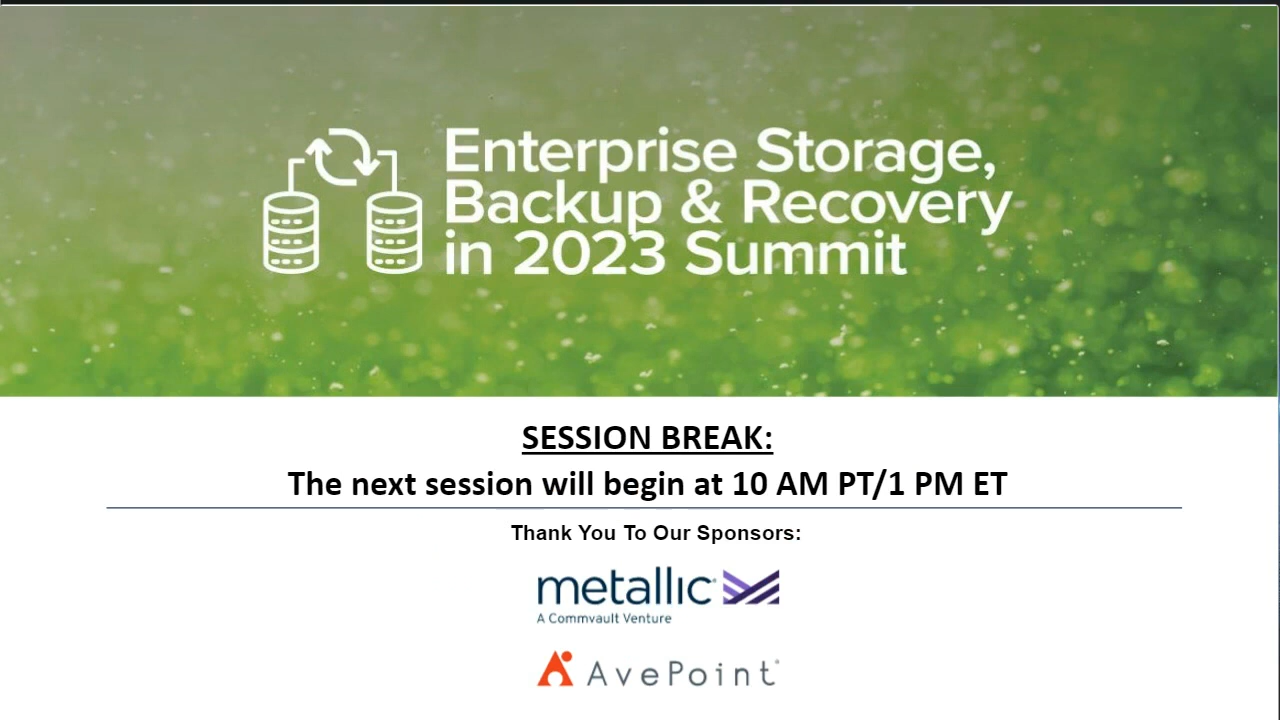 Enterprise Storage,
Backup & Recovery
in 2023 Summit
SESSION BREAK:
The next session will begin at 10 AM PT/1 PM ET
Thank You To Our Sponsors:
metallic
A Commvault Venture
AvePoint